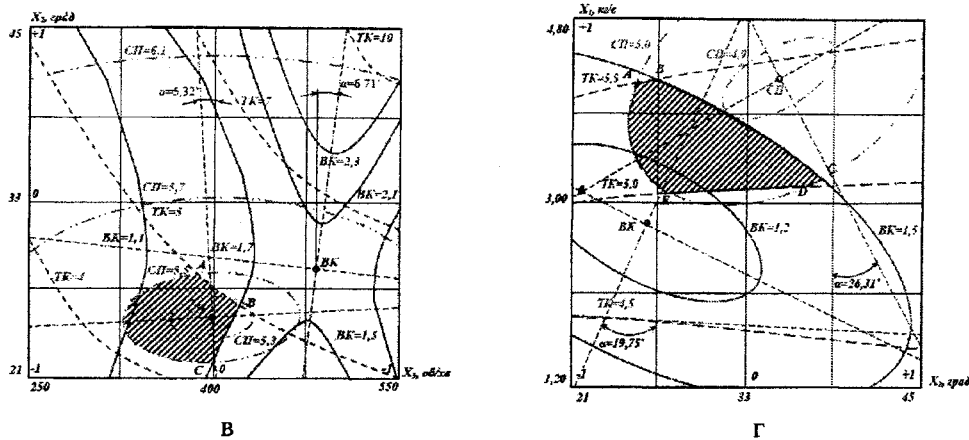 X₂, град
45
+1
СП=6,1
ТК=10
α=5,32°
ТК=7
α=6,71°
ВК=2,3
СП=5,7
33
0
ТК=5
ВК=2,1
ВК=1,1
ВК=1,7
ВК
СП=5,
А
ТК=4
В
СП=5,3
ВК=1,5
С
21
-1
0
-1
X₃, об/хв
250
400
550
В
X₁, кг/с
4,80
+1
СП=5,0
СП=4,9
ТК=5,5
А
В
СП
ТК=5,0
С
D
Е
3,00
ВК
ВК=1,2
ВК=1,5
ТК=4,5
α=26,31°
α=19,75°
1,20
-1
0
+1
X₂, град
21
33
45
Г